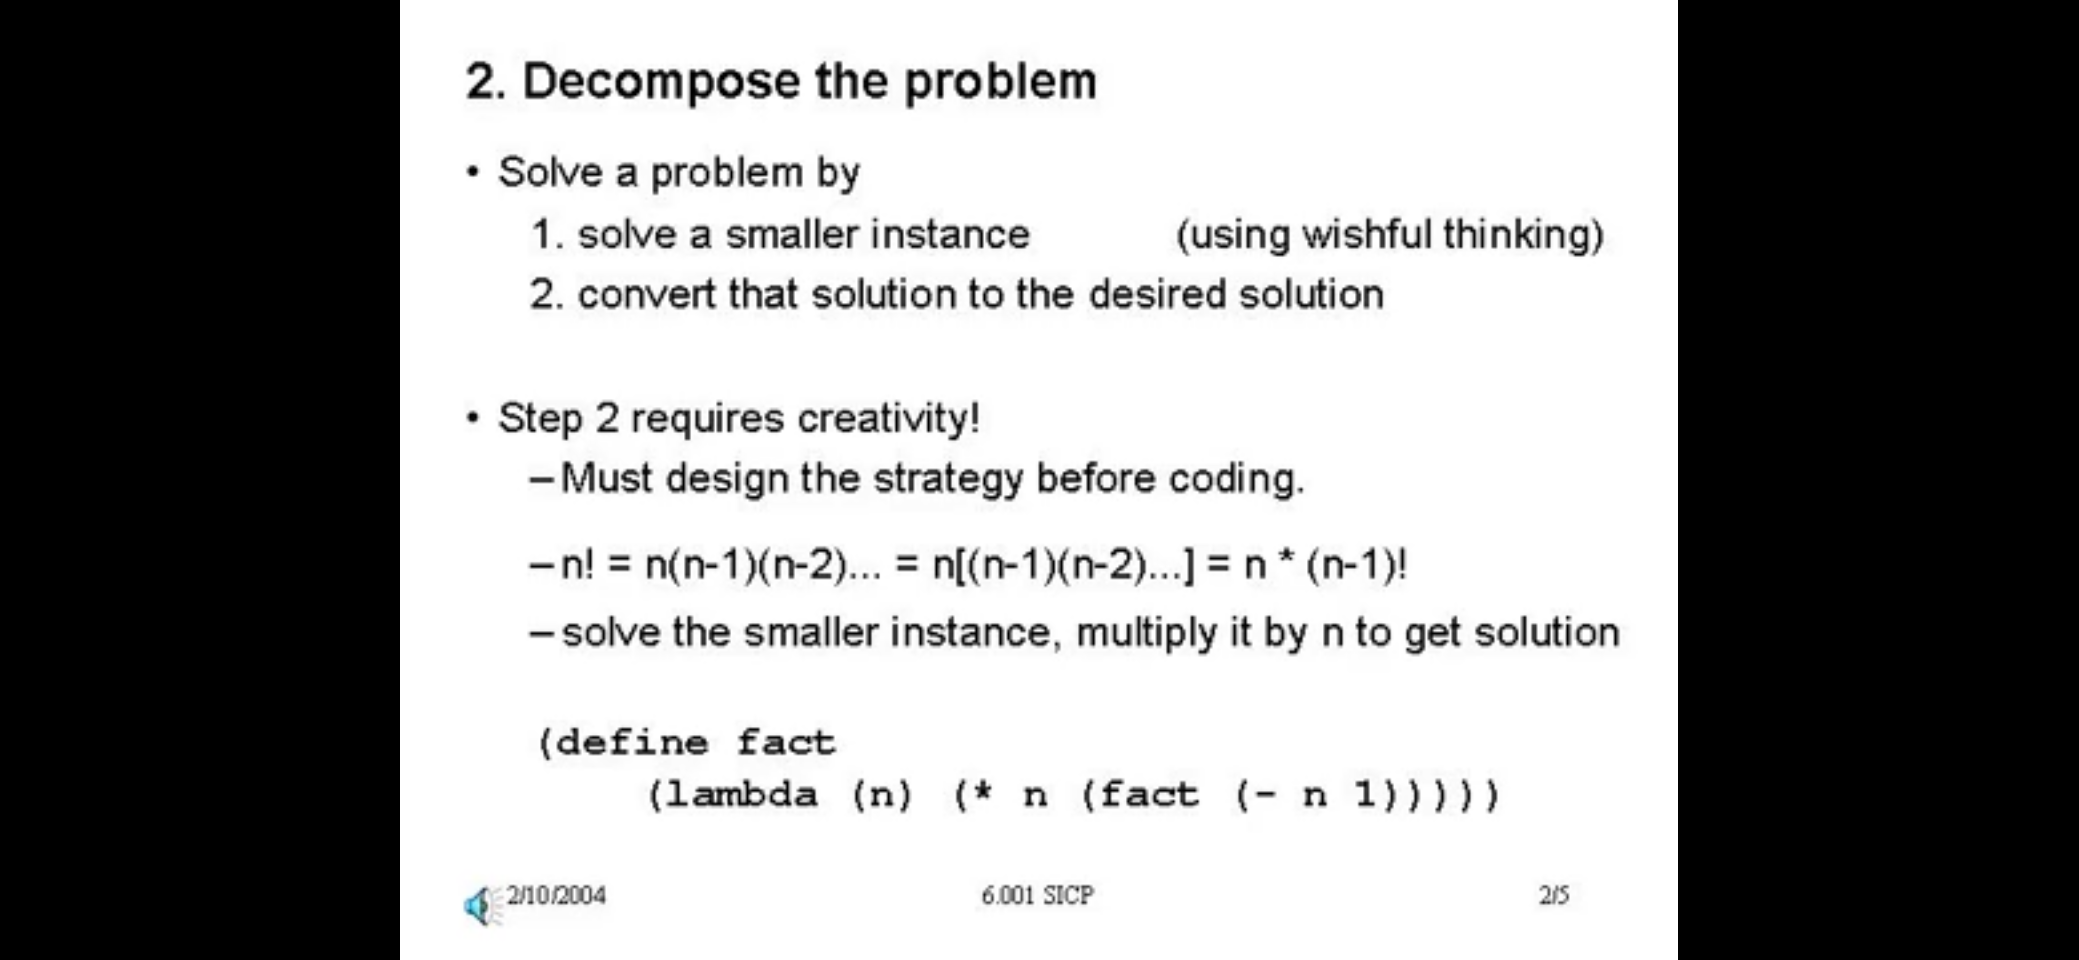 2. Decompose the problem
• Solve a problem by
1. solve a smaller instance (using wishful thinking)
2. convert that solution to the desired solution
• Step 2 requires creativity!
– Must design the strategy before coding.
– n! = n(n-1)(n-2)... = n[(n-1)(n-2)...] = n * (n-1)!
– solve the smaller instance, multiply it by n to get solution
(define fact
(lambda (n) (* n (fact (- n 1)))))
2/10/2004 6.001 SICP 2/5